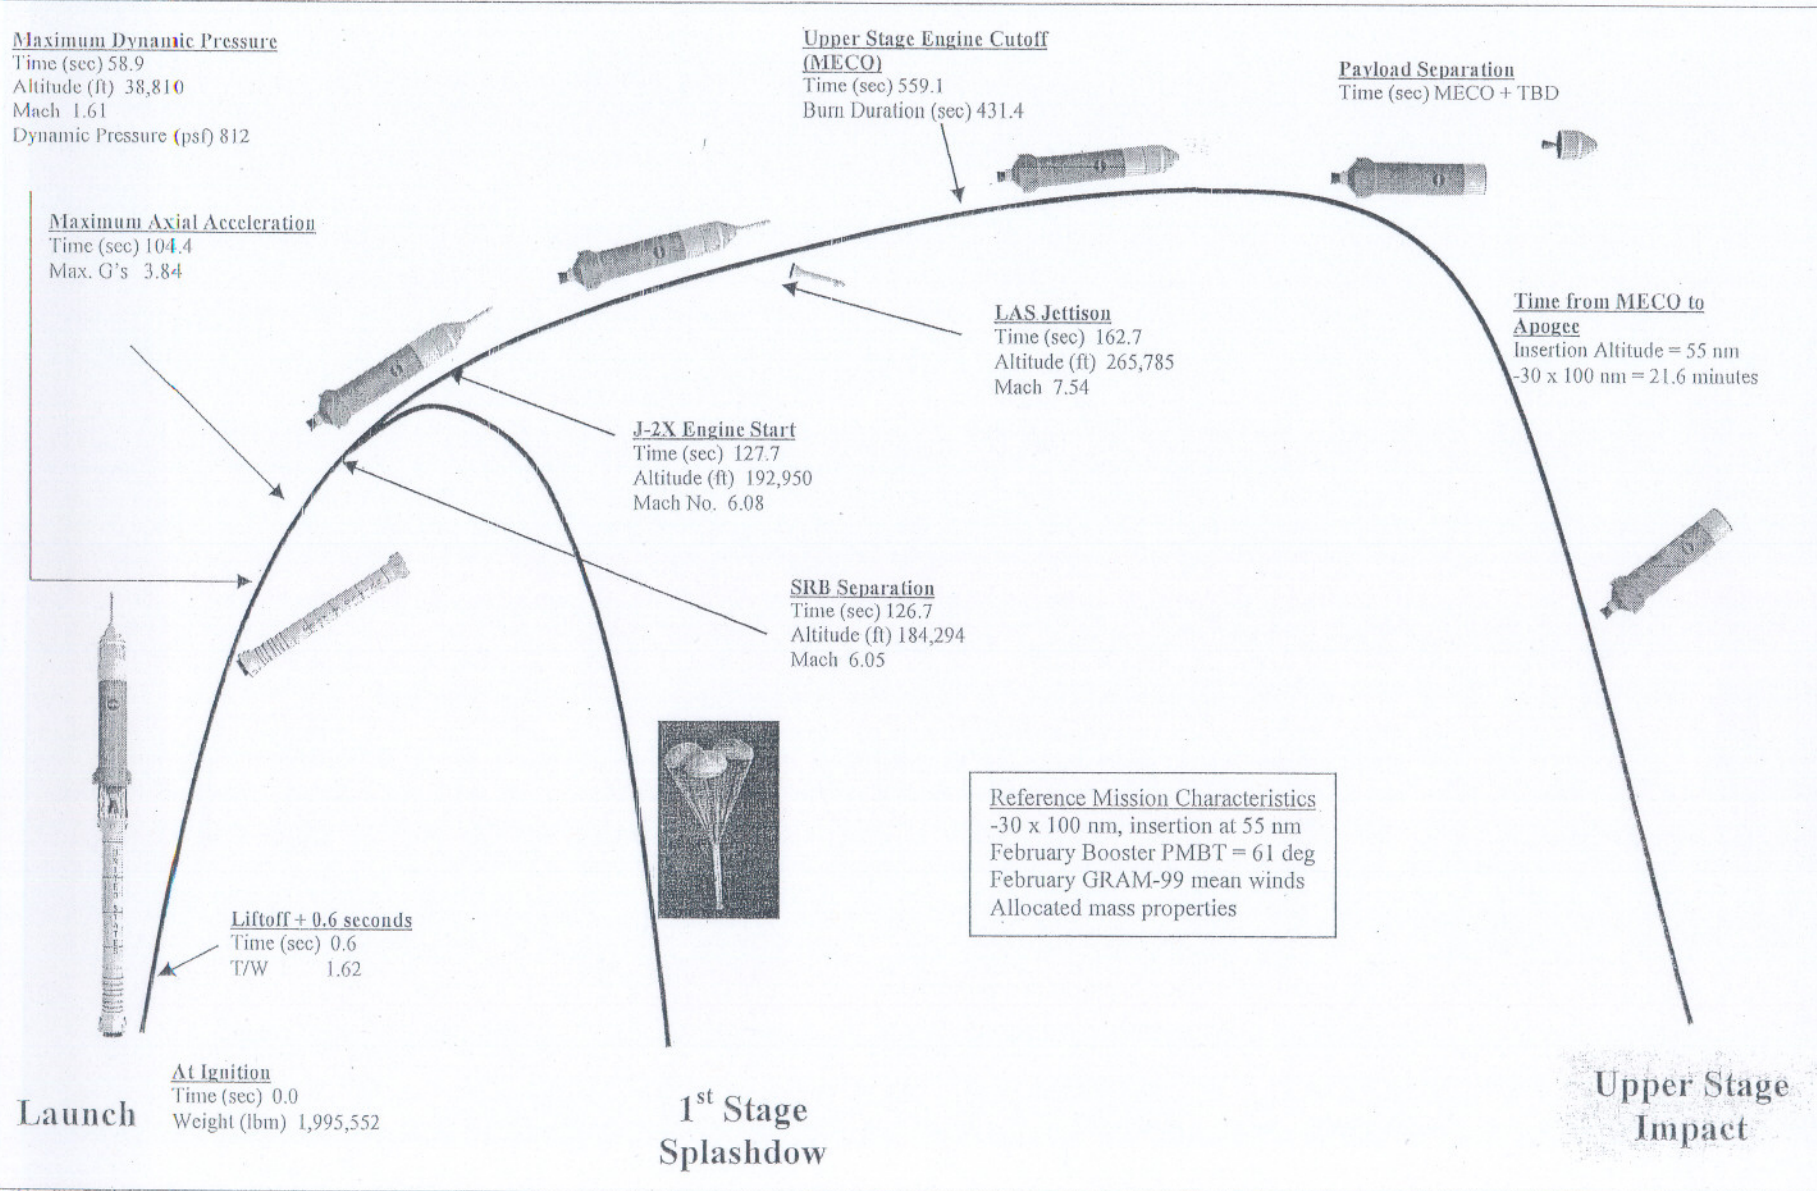 Maximum Dynamic Pressure
Time (sec) 58.9
Altitude (ft) 38,810
Mach 1.61
Dynamic Pressure (psf) 812
Upper Stage Engine Cutoff
(MECO)
Time (sec) 559.1
Burn Duration (sec) 431.4
Payload Separation
Time (sec) MECO + TBD
Maximum Axial Acceleration
Time (sec) 104.4
Max. G's 3.84
LAS Jettison
Time (sec) 162.7
Altitude (ft) 265,785
Mach 7.54
Time from MECO to
Apogee
Insertion Altitude = 55 nm
-30 x 100 nm = 21.6 minutes
J-2X Engine Start
Time (sec) 127.7
Altitude (ft) 192,950
Mach No. 6.08
SRB Separation
Time (sec) 126.7
Altitude (ft) 184,294
Mach 6.05
Reference Mission Characteristics
-30 x 100 nm, insertion at 55 nm
February Booster PMBT = 61 deg
February GRAM-99 mean winds
Allocated mass properties
Liftoff + 0.6 seconds
Time (sec) 0.6
T/W 1.62
At Ignition
Time (sec) 0.0
Weight (lbm) 1,995,552
Launch
1st Stage
Splashdow
Upper Stage
Impact